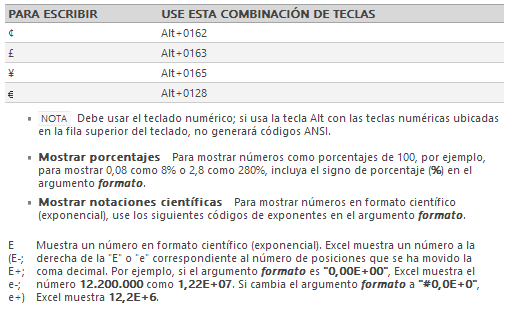 PARA ESCRIBIR USE ESTA COMBINACIÓN DE TECLAS
¢ Alt+0162
£ Alt+0163
¥ Alt+0165
€ Alt+0128
▪ NOTA Debe usar el teclado numérico; si usa la tecla Alt con las teclas numéricas ubicadas
en la fila superior del teclado, no generará códigos ANSI.
▪ Mostrar porcentajes Para mostrar números como porcentajes de 100, por ejemplo,
para mostrar 0,08 como 8% o 2,8 como 280%, incluya el signo de porcentaje (%) en el
argumento formato.
▪ Mostrar notaciones científicas Para mostrar números en formato científico
(exponencial), use los siguientes códigos de exponentes en el argumento formato.
E Muestra un número en formato científico (exponencial). Excel muestra un número a la
(E-; derecha de la "E" o "e" correspondiente al número de posiciones que se ha movido la
E+; coma decimal. Por ejemplo, si el argumento formato es "0,00E+00", Excel muestra el
e-; número 12.200.000 como 1,22E+07. Si cambia el argumento formato a "#0,0E+0",
e+) Excel muestra 12,2E+6.